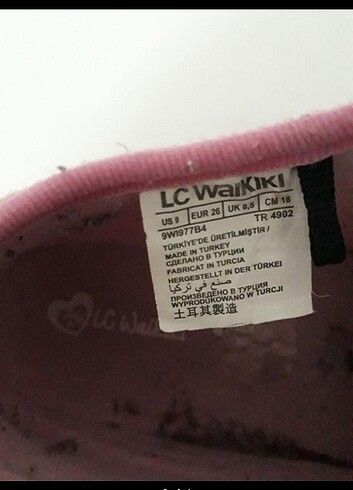 LC Waikiki
US 9 EUR 26 UK 8,5 CM 16
9WI977B4 TR 4902
TÜRKİYE'DE ÜRETİLMİŞTİR /
MADE IN TURKEY
СДЕЛАНО В ТУРЦИИ
FABRICAT IN TURCIA
HERGESTELLT IN DER TÜRKEI
صنع في تركيا
ПРОИЗВЕДЕНО В ТУРЦИЯ
WYPRODUKOWANO W TURCJI
土耳其製造
LC